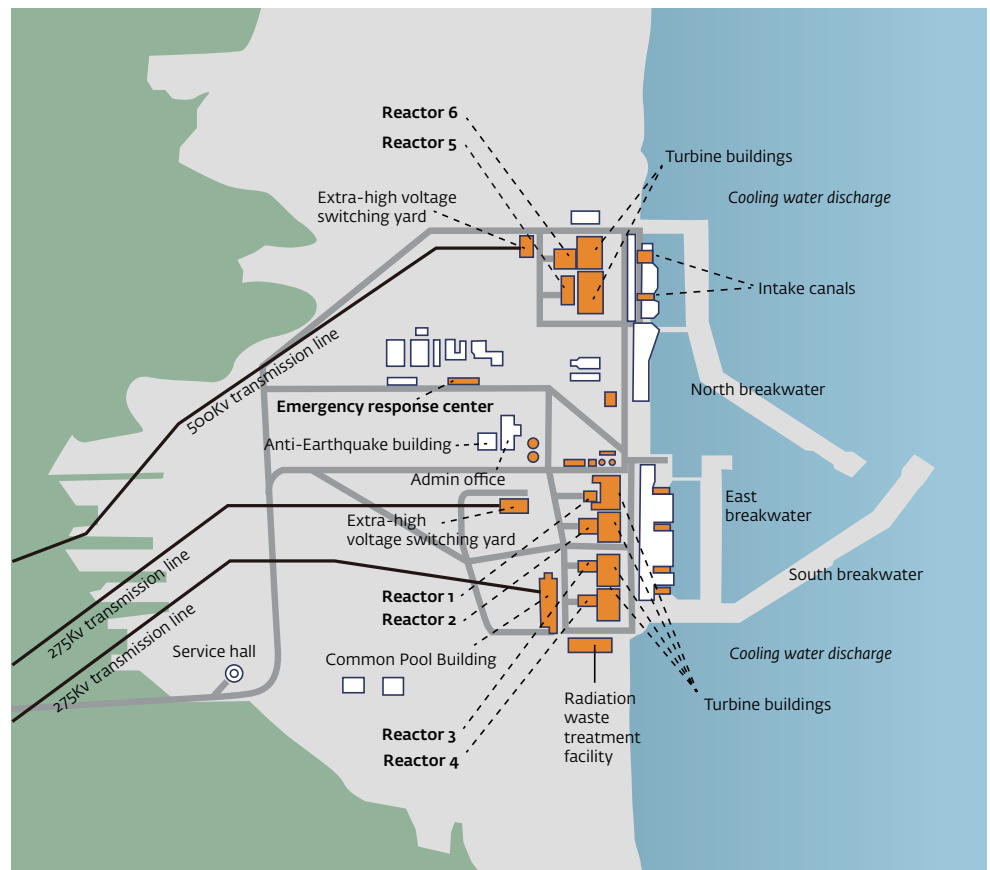 Reactor 6
Reactor 5
Turbine buildings
Extra-high voltage
switching yard
Cooling water discharge
Intake canals
500Kv transmission line
North breakwater
Emergency response center
Anti-Earthquake building
Admin office
East
breakwater
Extra-high
voltage switching yard
275Kv transmission line
South breakwater
Reactor 1
Reactor 2
275Kv transmission line
Service hall
Common Pool Building
Cooling water discharge
Radiation
waste
treatment
facility
Turbine buildings
Reactor 3
Reactor 4